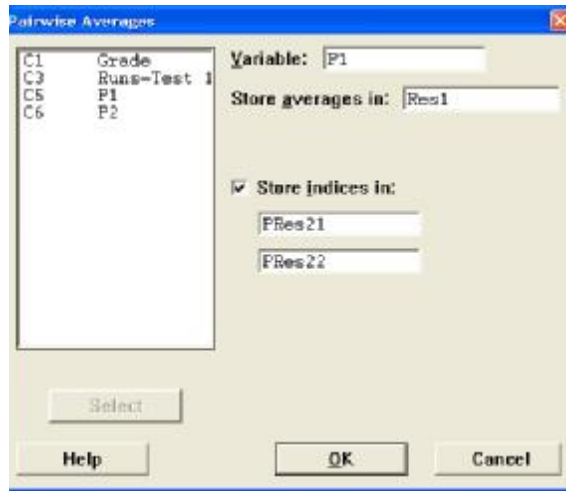 Pairwise Averages
C1 Grade
C3 Runs-Test 1
C5 P1
C6 P2
Variable: P1
Store averages in: Res1
Store indices in:
PRes21
PRes22
Select
Help
OK
Cancel